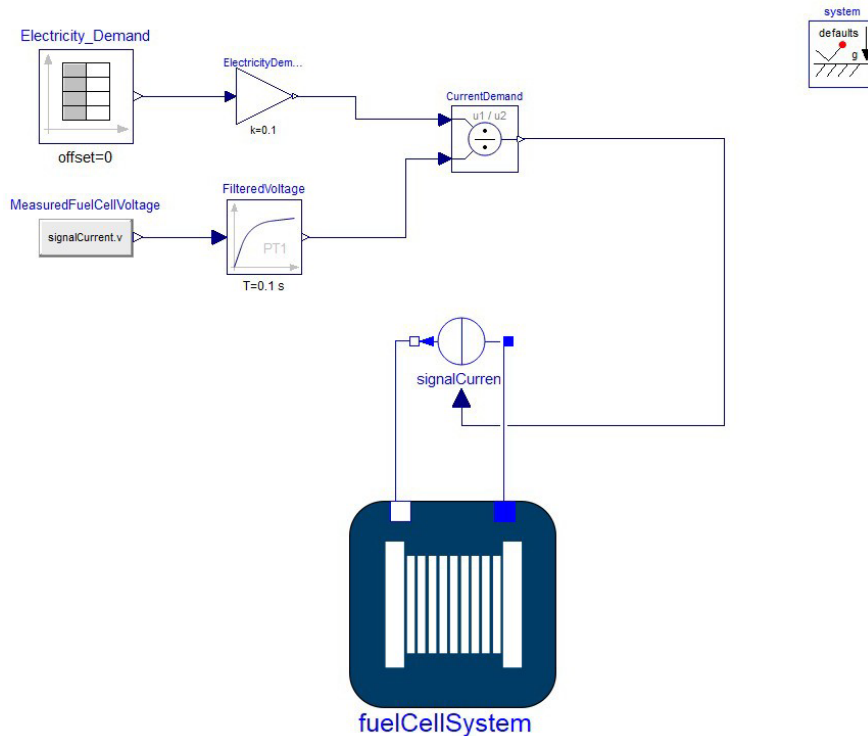 system
defaults
g
Electricity_Demand
ElectricityDem...
k=0.1
offset=0
CurrentDemand
u1 / u2
MeasuredFuelCellVoltage
signalCurrent.v
FilteredVoltage
PT1
T=0.1 s
signalCurren
fuelCellSystem